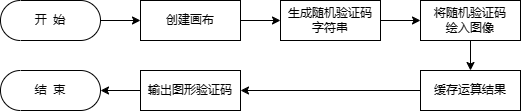 开 始
创建画布
生成随机验证码
字符串
将随机验证码
绘入图像
缓存运算结果
输出图形验证码
结 束